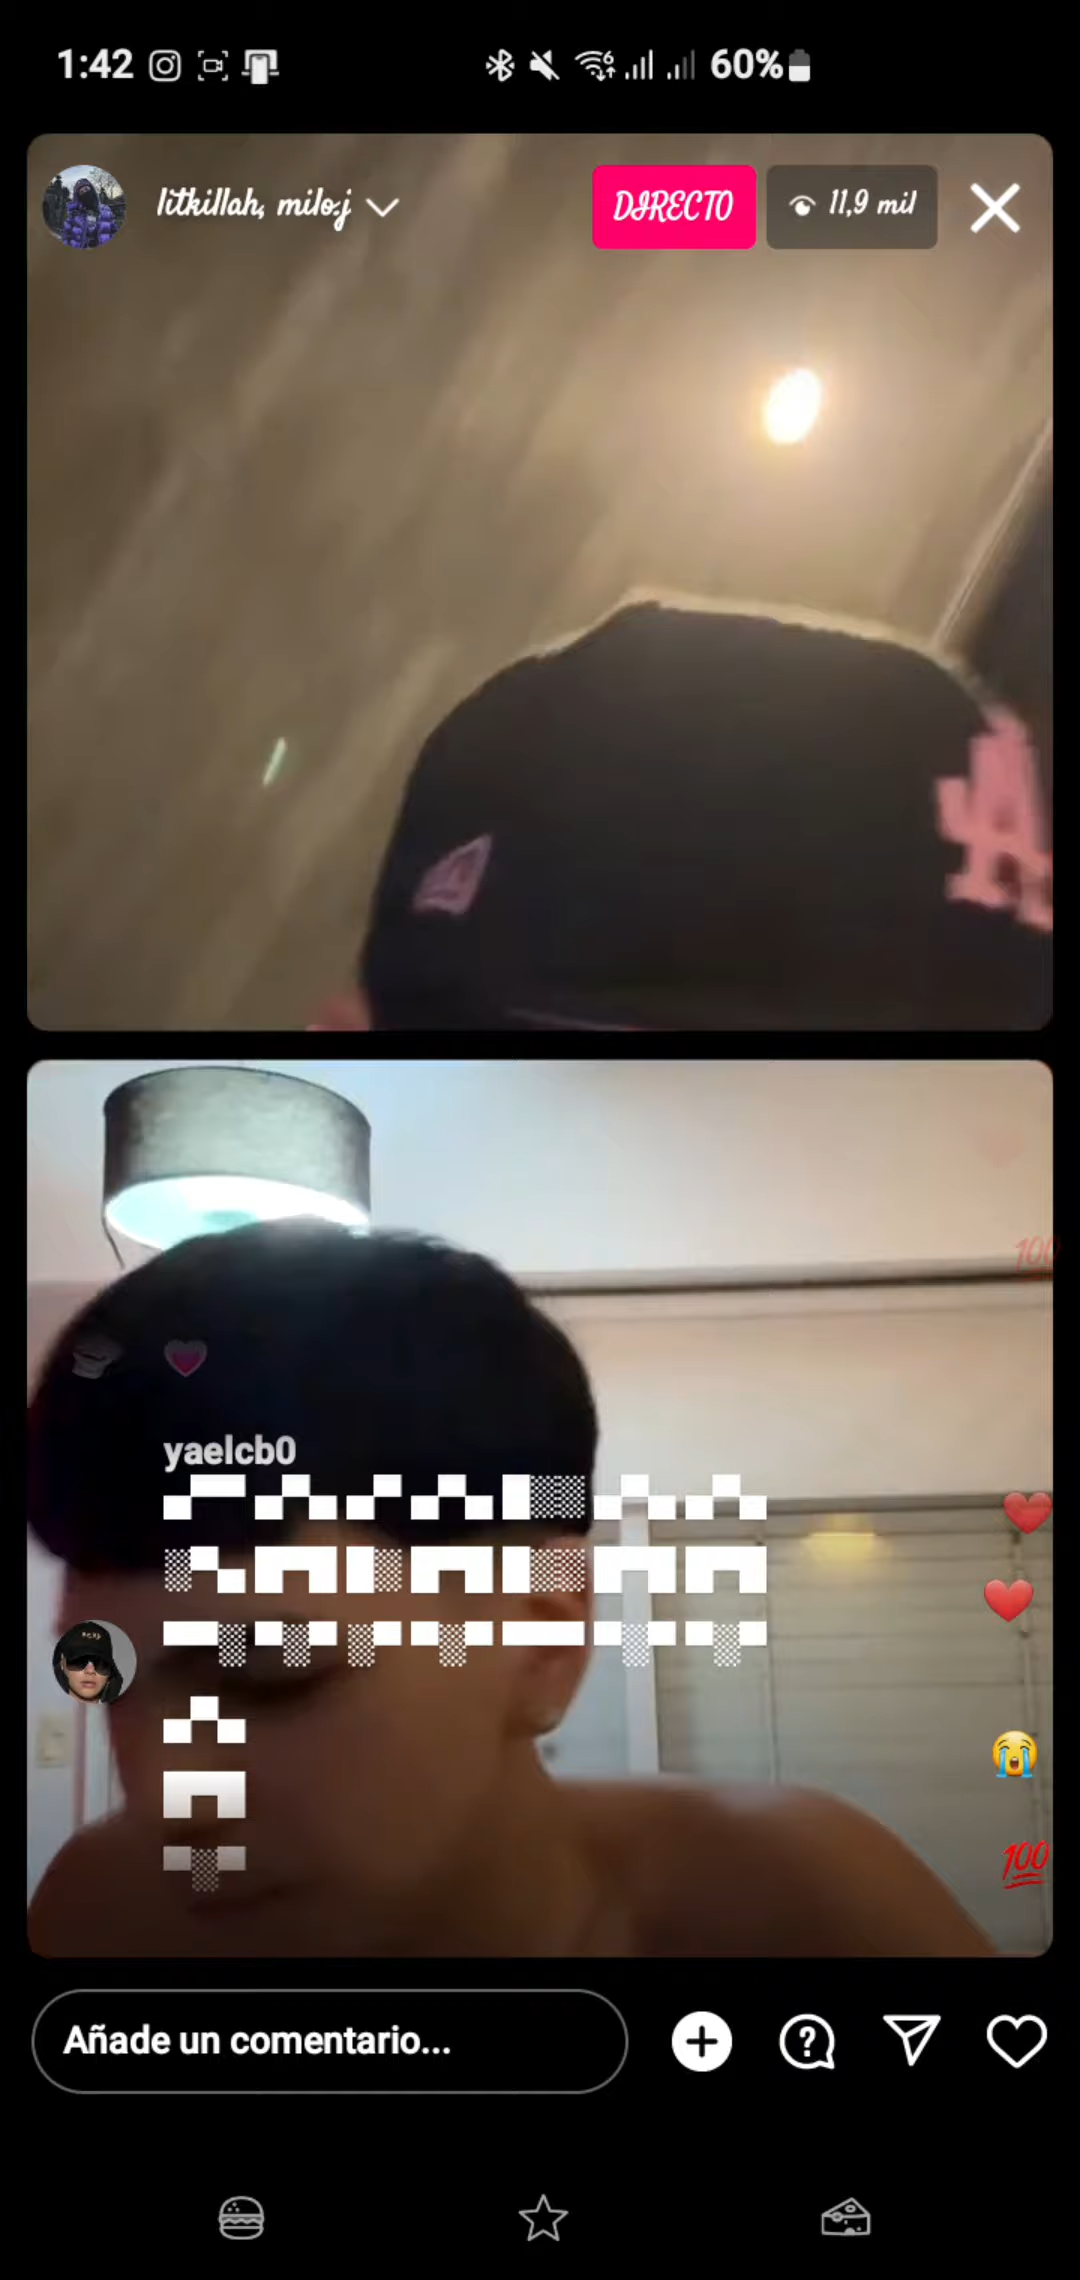 1:42
60%
litkillah, milo.j
DIRECTO
11,9 mil
A
yaelcb0
Añade un comentario...